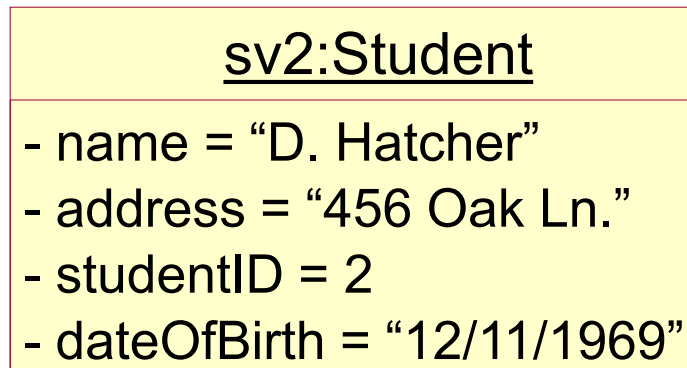 sv2:Student
- name = “D. Hatcher”
- address = “456 Oak Ln.”
- studentID = 2
- dateOfBirth = “12/11/1969”